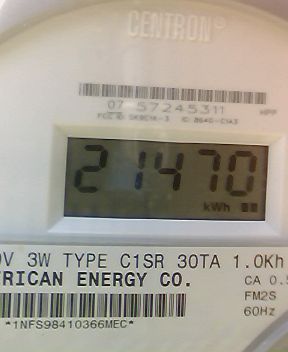 CENTRON®
07 57245311
21470
kWh
V 3W TYPE C1SR 30TA 1.0Kh
RICAN ENERGY CO.
CA 0.5
FM2S
60Hz
*1NFS98410366MEC*